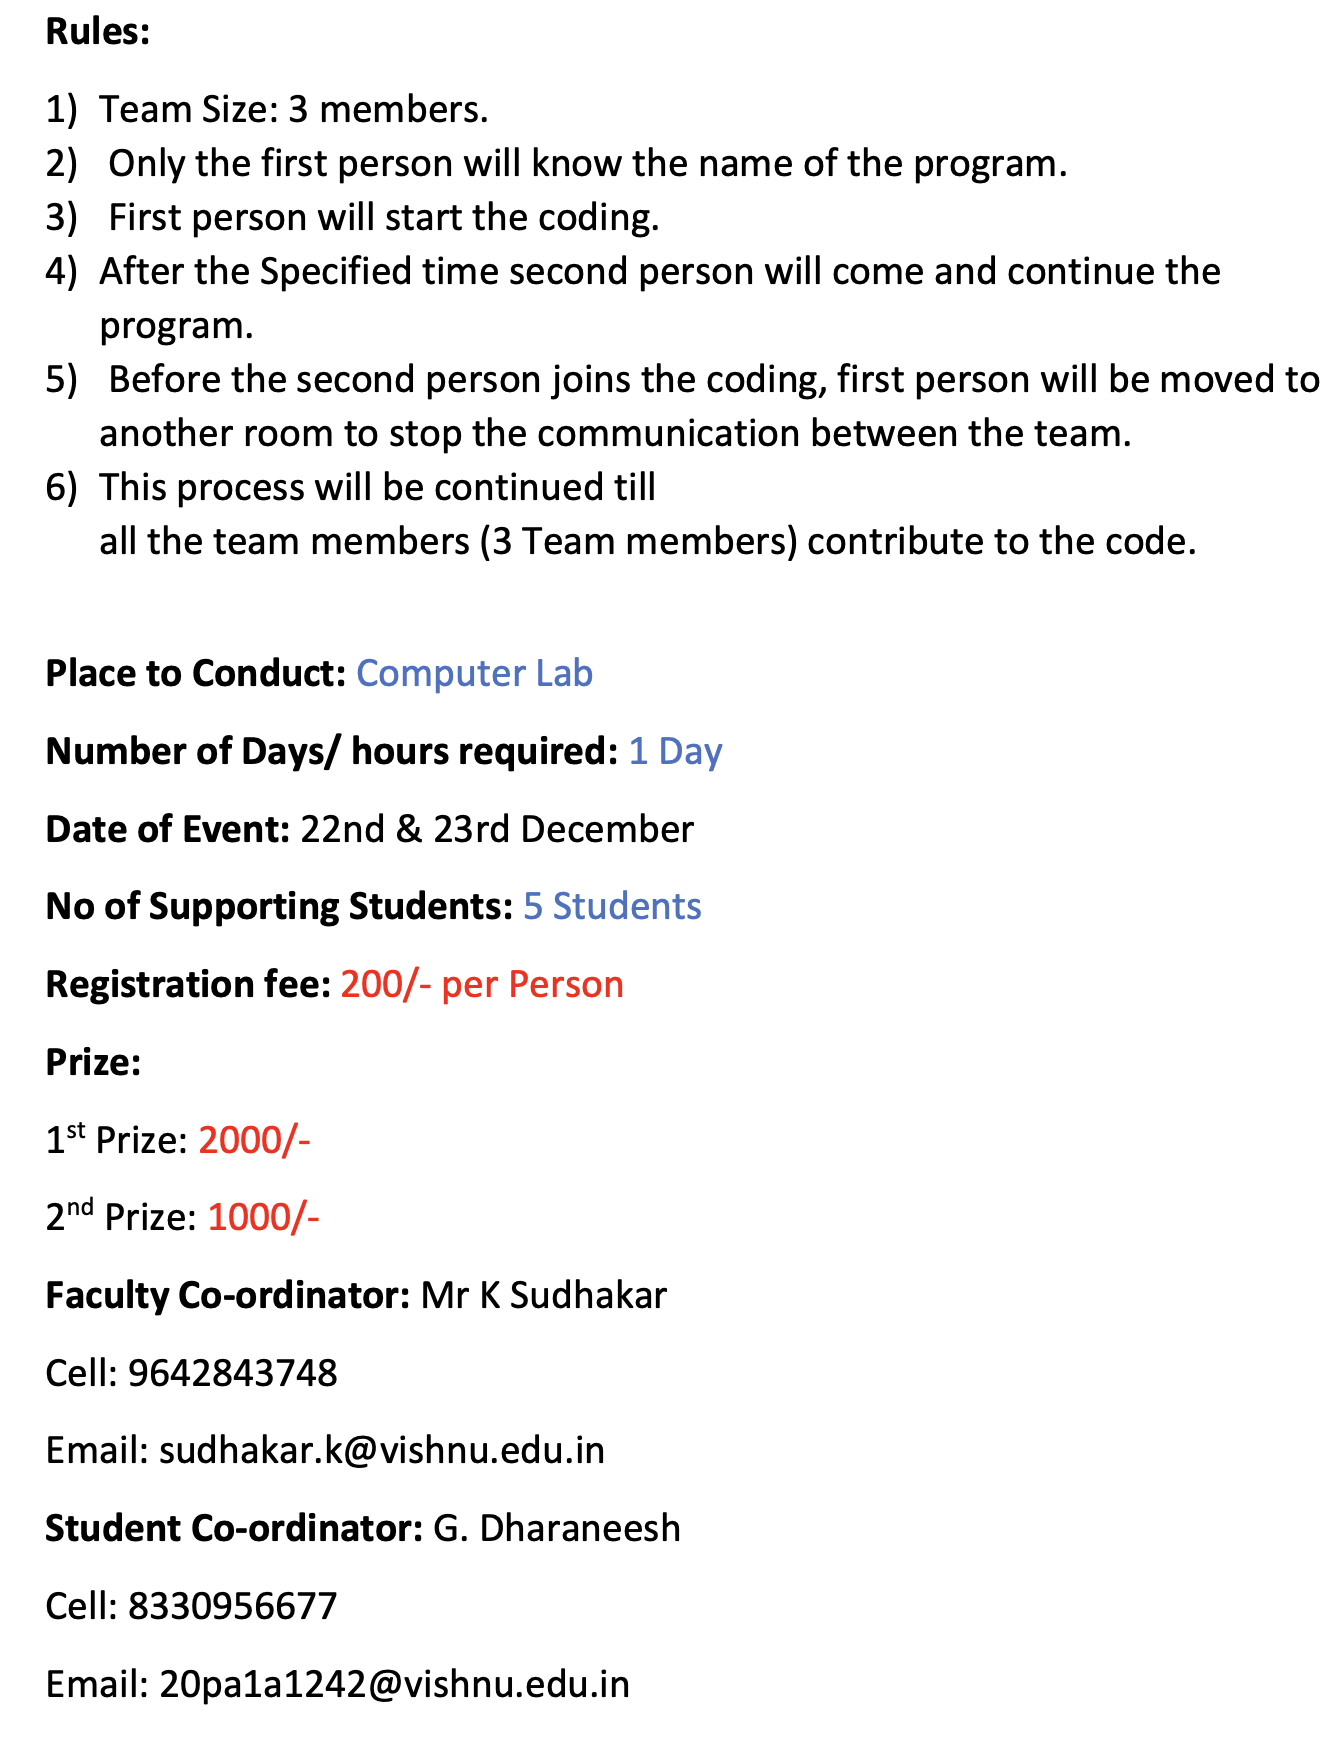 Rules:
1) Team Size: 3 members.
2) Only the first person will know the name of the program.
3) First person will start the coding.
4) After the Specified time second person will come and continue the
program.
5) Before the second person joins the coding, first person will be moved to
another room to stop the communication between the team.
6) This process will be continued till
all the team members (3 Team members) contribute to the code.
Place to Conduct: Computer Lab
Number of Days/ hours required: 1 Day
Date of Event: 22nd & 23rd December
No of Supporting Students: 5 Students
Registration fee: 200/- per Person
Prize:
1st Prize: 2000/-
2nd Prize: 1000/-
Faculty Co-ordinator: Mr K Sudhakar
Cell: 9642843748
Email: sudhakar.k@vishnu.edu.in
Student Co-ordinator: G. Dharaneesh
Cell: 8330956677
Email: 20pa1a1242@vishnu.edu.in